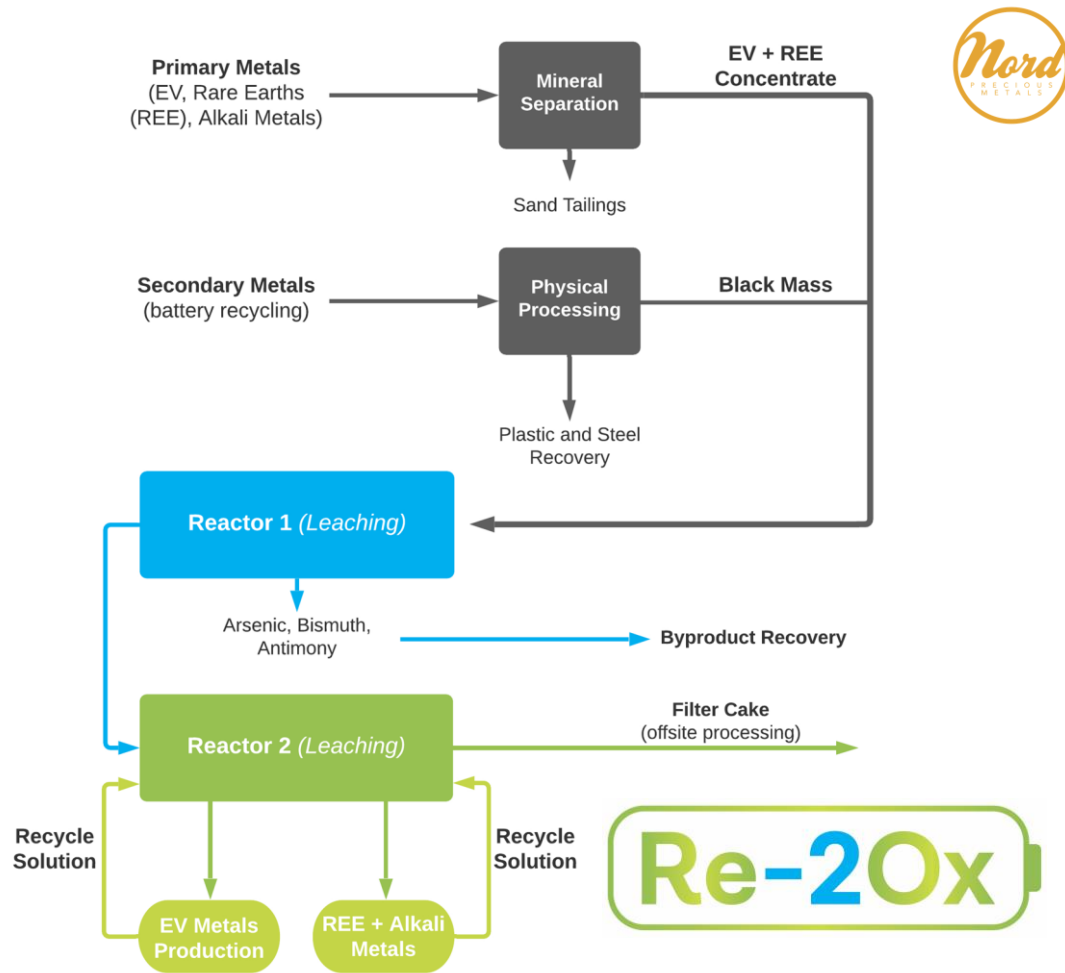 Nord
PRECIOUS
METALS
Primary Metals
(EV, Rare Earths
(REE), Alkali Metals)
Mineral
Separation
EV + REE
Concentrate
Sand Tailings
Secondary Metals
(battery recycling)
Physical
Processing
Black Mass
Plastic and Steel
Recovery
Reactor 1 (Leaching)
Arsenic, Bismuth,
Antimony
Byproduct Recovery
Reactor 2 (Leaching)
Filter Cake
(offsite processing)
Recycle
Solution
Recycle
Solution
EV Metals
Production
REE + Alkali
Metals
Re-2Ox